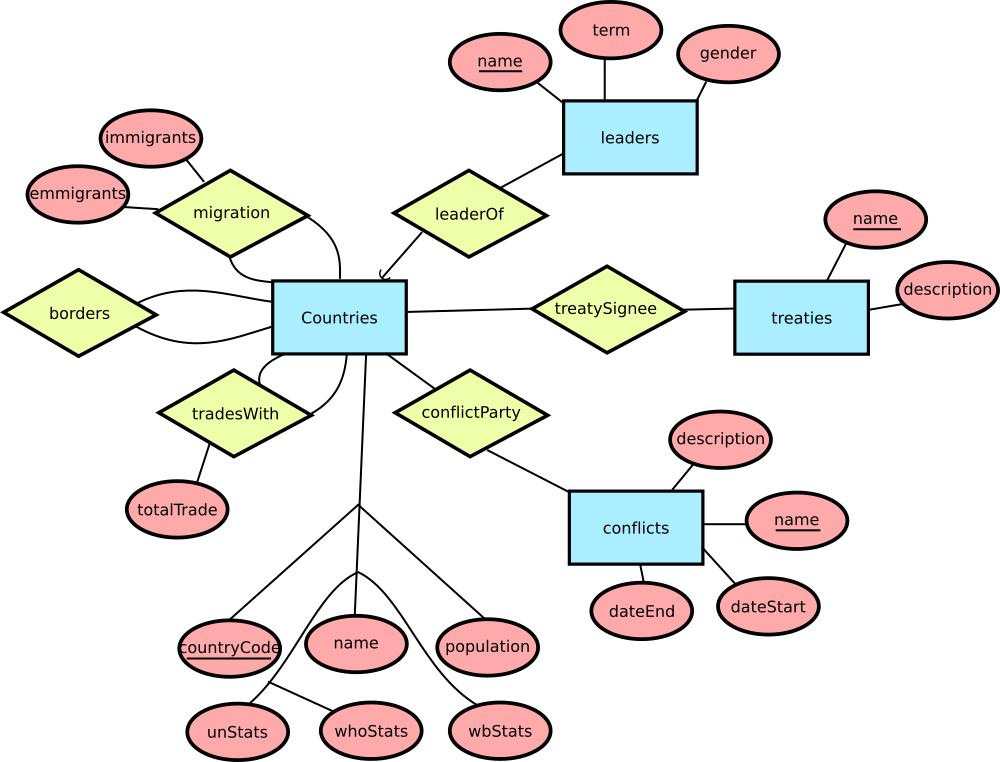 term
gender
name
leaders
immigrants
emmigrants
migration
leaderOf
name
description
borders
Countries
treatySignee
treaties
tradesWith
conflictParty
description
totalTrade
name
conflicts
dateEnd
dateStart
countryCode
name
population
unStats
whoStats
wbStats